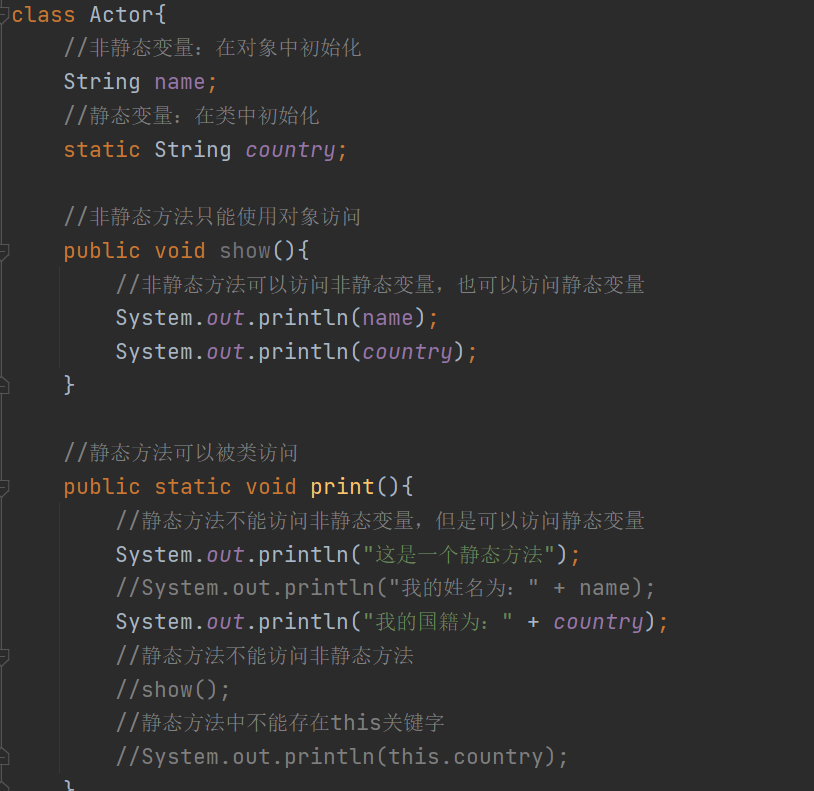 class Actor{
//非静态变量：在对象中初始化
String name;
//静态变量：在类中初始化
static String country;
//非静态方法只能使用对象访问
public void show(){
//非静态方法可以访问非静态变量，也可以访问静态变量
System.out.println(name);
System.out.println(country);
}
//静态方法可以被类访问
public static void print(){
//静态方法不能访问非静态变量，但是可以访问静态变量
System.out.println("这是一个静态方法");
//System.out.println("我的姓名为：" + name);
System.out.println("我的国籍为：" + country);
//静态方法不能访问非静态方法
//show();
//静态方法中不能存在this关键字
//System.out.println(this.country);
}